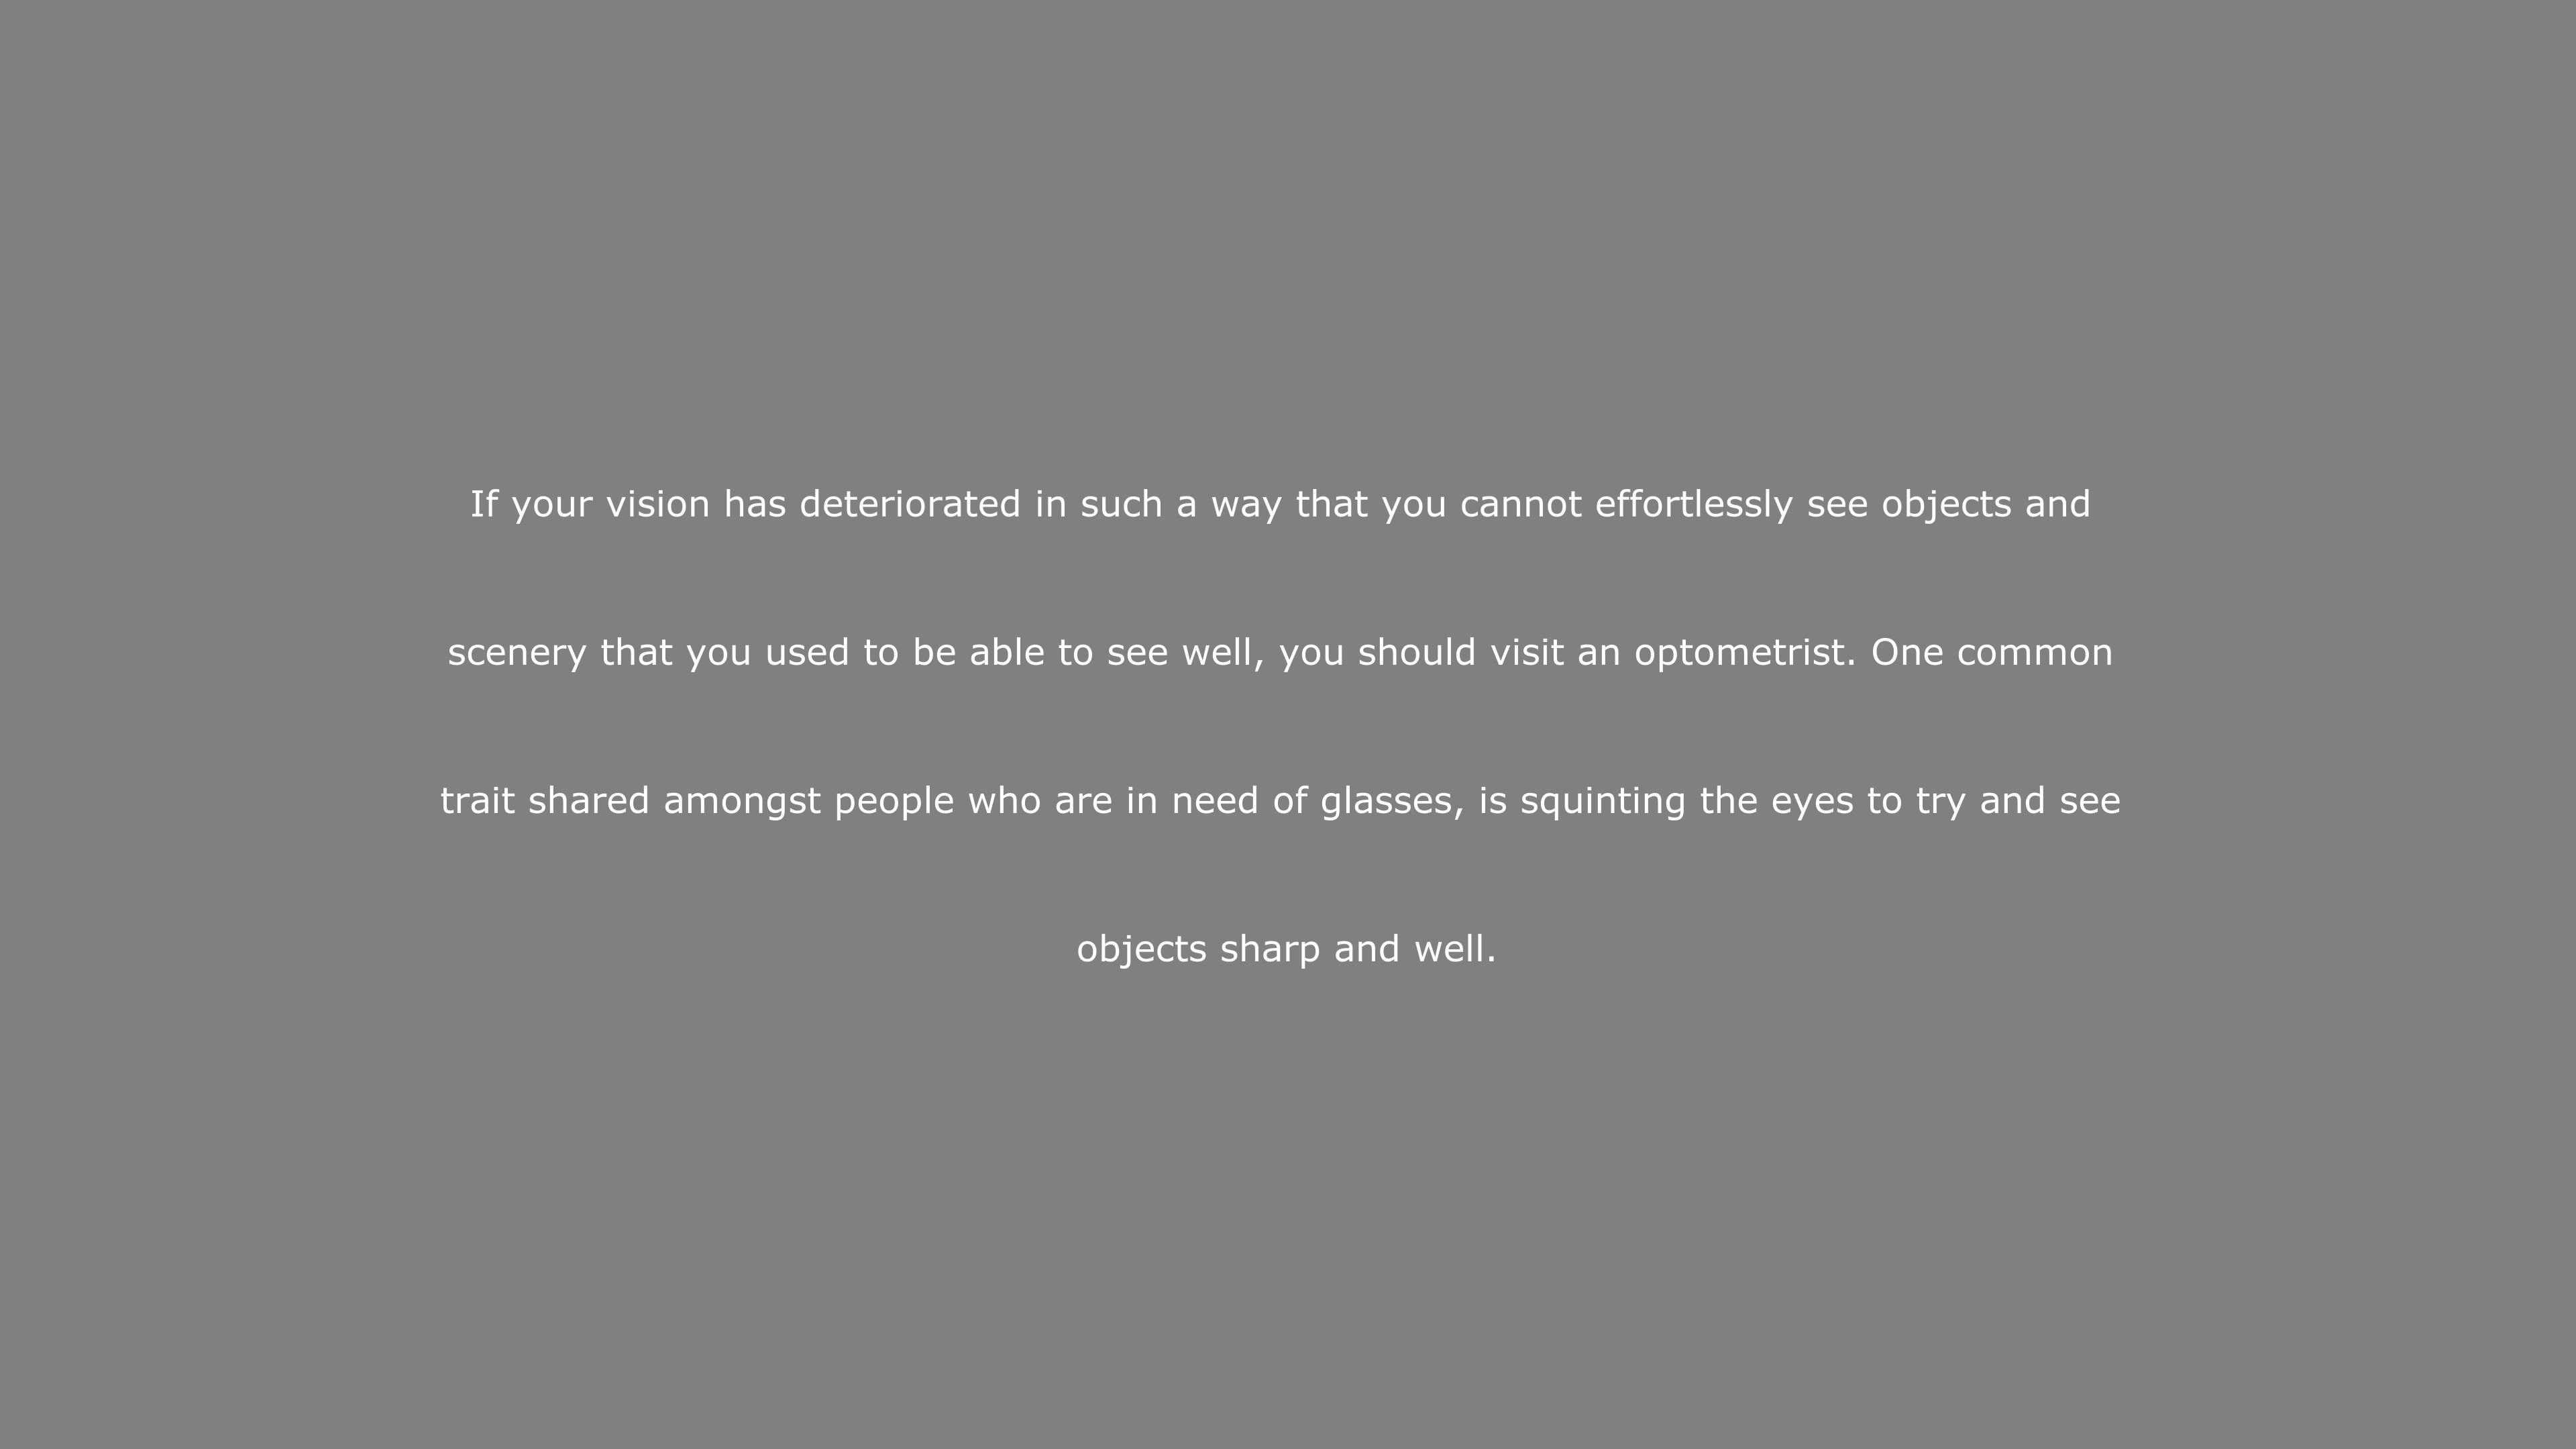 If your vision has deteriorated in such a way that you cannot effortlessly see objects and
scenery that you used to be able to see well, you should visit an optometrist. One common
trait shared amongst people who are in need of glasses, is squinting the eyes to try and see
objects sharp and well.